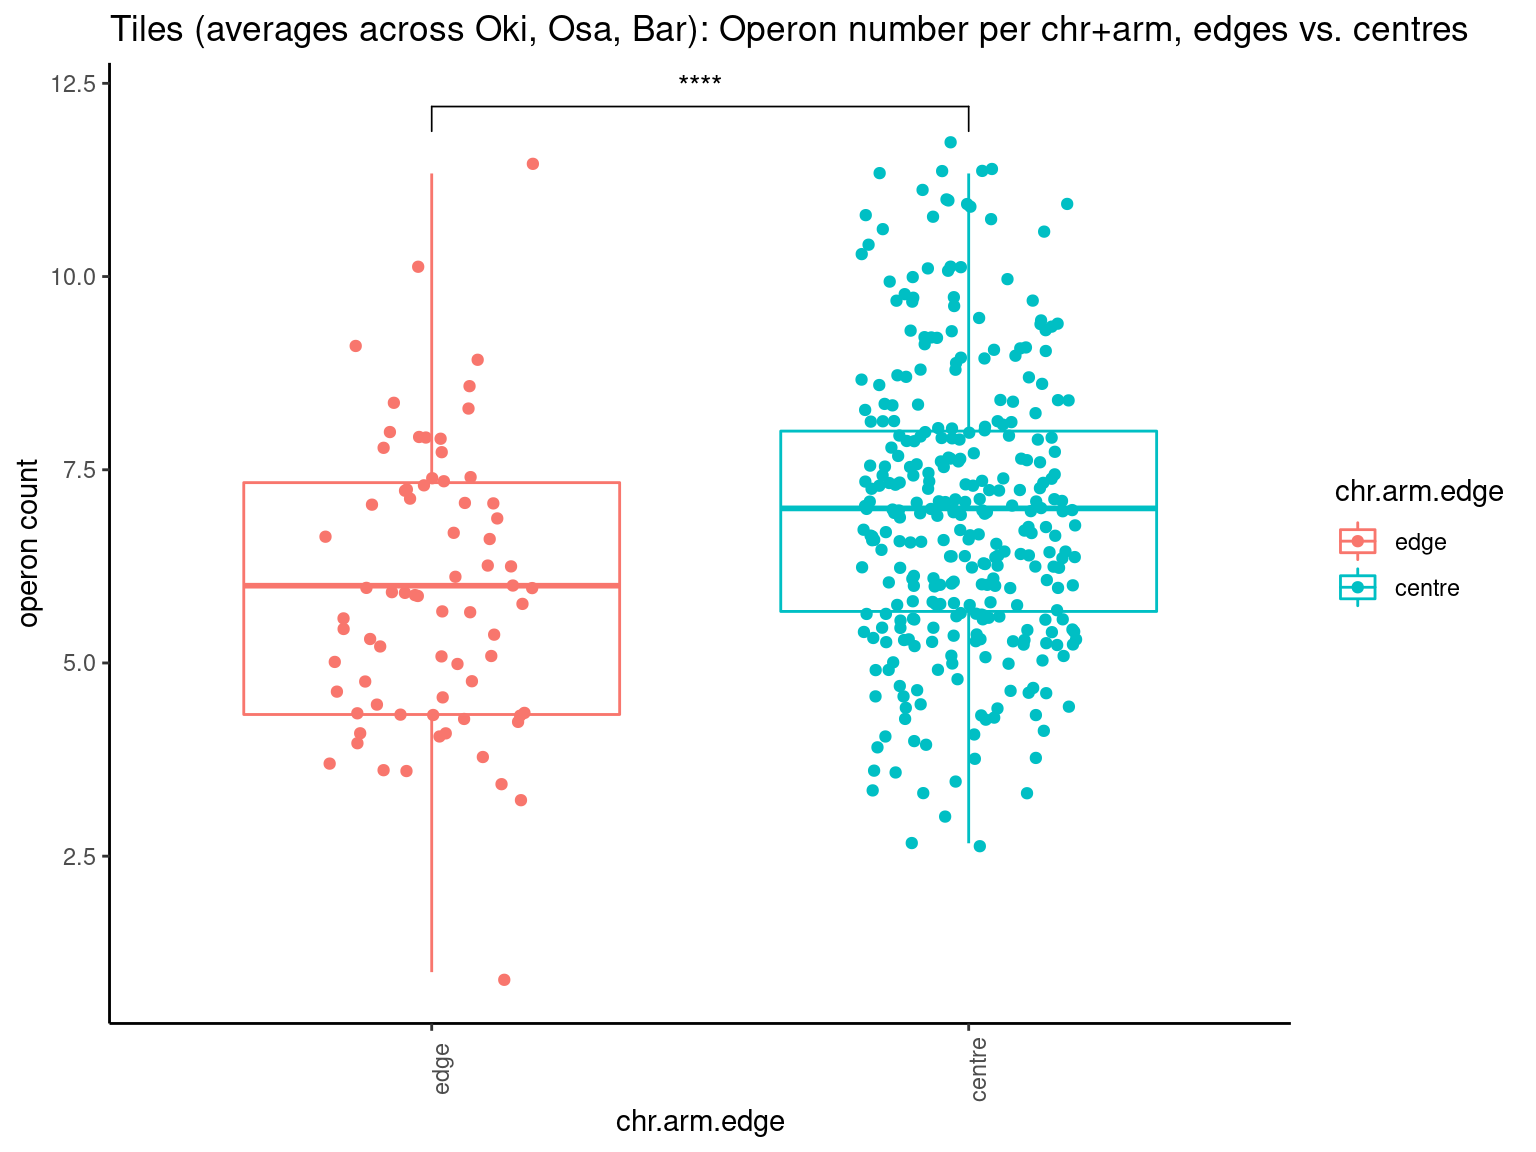 Tiles (averages across Oki, Osa, Bar): Operon number per chr+arm, edges vs. centres
12.5
10.0
7.5
5.0
2.5
operon count
****
edge
centre
chr.arm.edge
chr.arm.edge
edge
centre